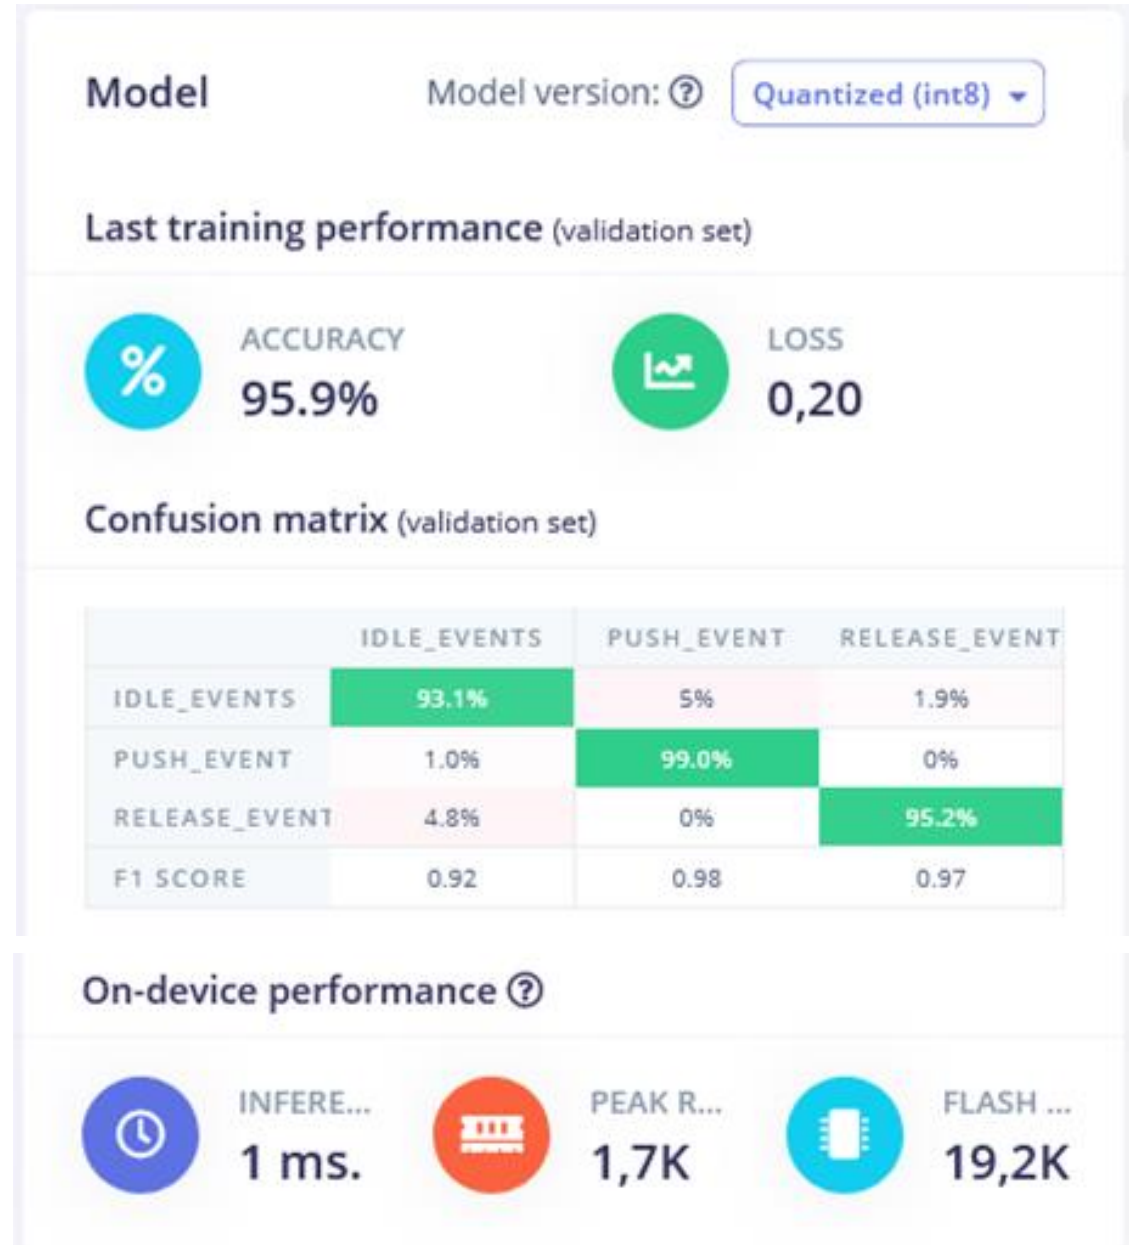 Model Model version: ? Quantized (int8)
Last training performance (validation set)
% ACCURACY LOSS
95.9% 0,20
Confusion matrix (validation set)
IDLE_EVENTS PUSH_EVENT RELEASE_EVENT
IDLE_EVENTS 93.1% 5% 1.9%
PUSH_EVENT 1.0% 99.0% 0%
RELEASE_EVENT 4.8% 0% 95.2%
F1 SCORE 0.92 0.98 0.97
On-device performance ?
INFERE... PEAK R... FLASH ...
1 ms. 1,7K 19,2K